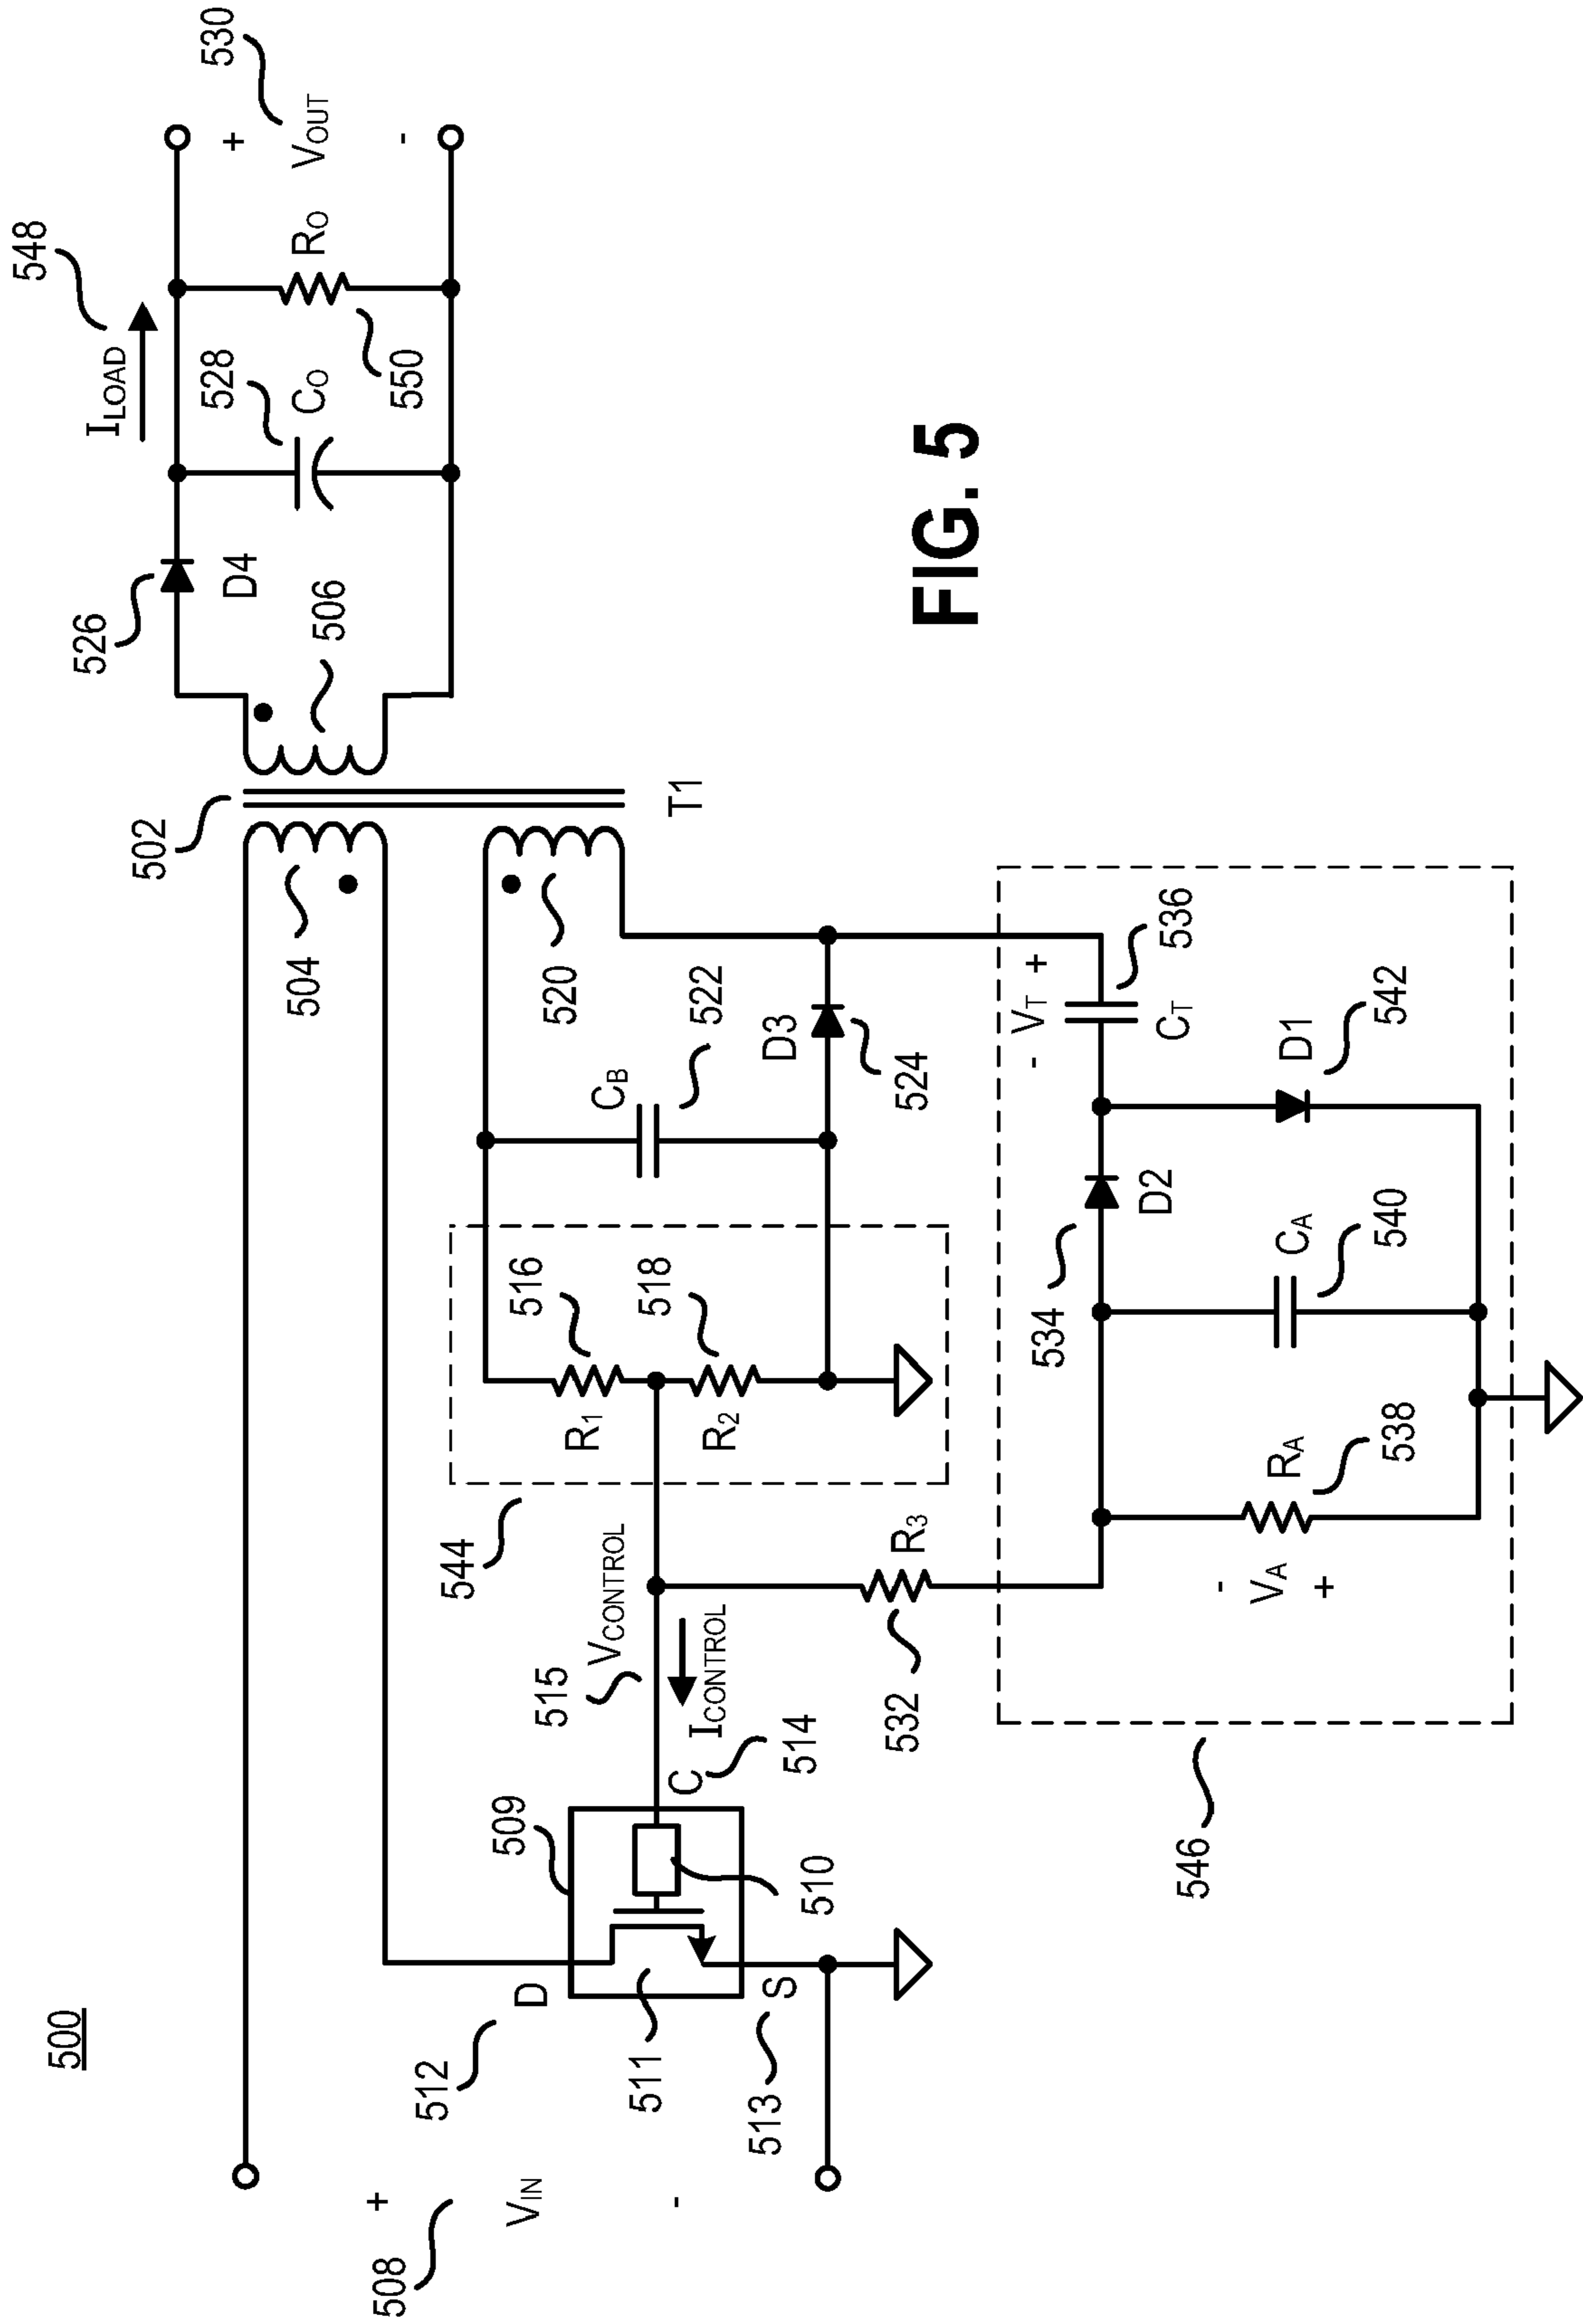 500
508
+
VIN
-
512
D
509
511
510
513
S
C
514
515
VCONTROL
ICONTROL
544
R1
516
R2
518
CB
522
D3
524
R3
532
502
504
520
T1
506
526
D4
ILOAD
548
528
CO
RO
550
+
VOUT
-
530
546
-
VA
+
RA
538
CA
540
534
D2
D1
542
- VT +
CT
536
FIG. 5